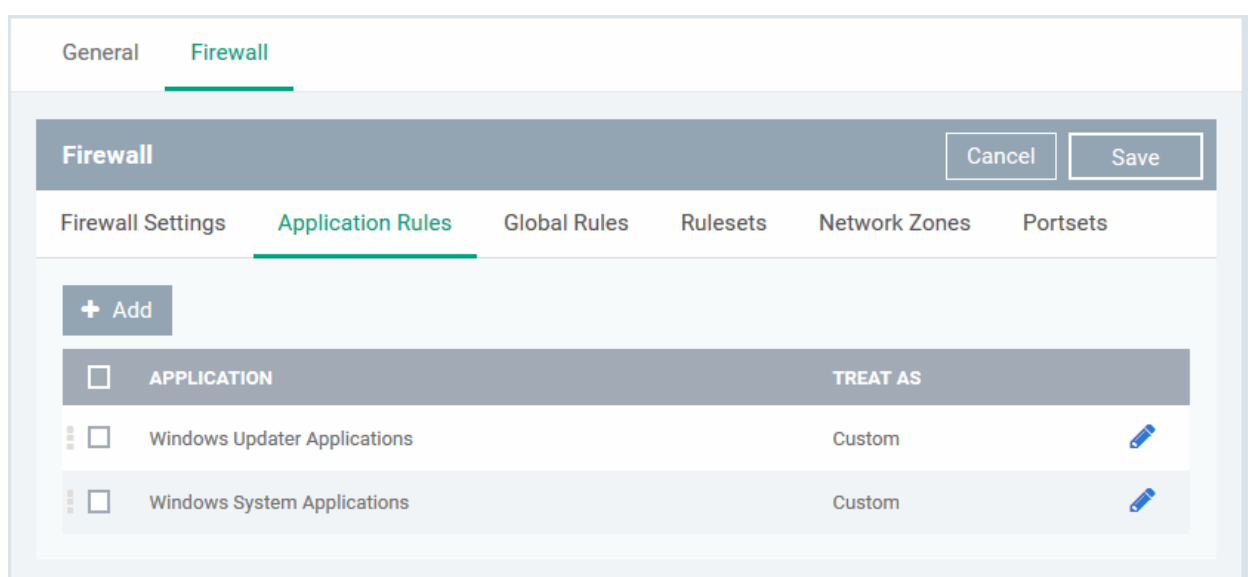 General Firewall
Firewall Cancel Save
Firewall Settings Application Rules Global Rules Rulesets Network Zones Portsets
+ Add
APPLICATION TREAT AS
Windows Updater Applications Custom
Windows System Applications Custom